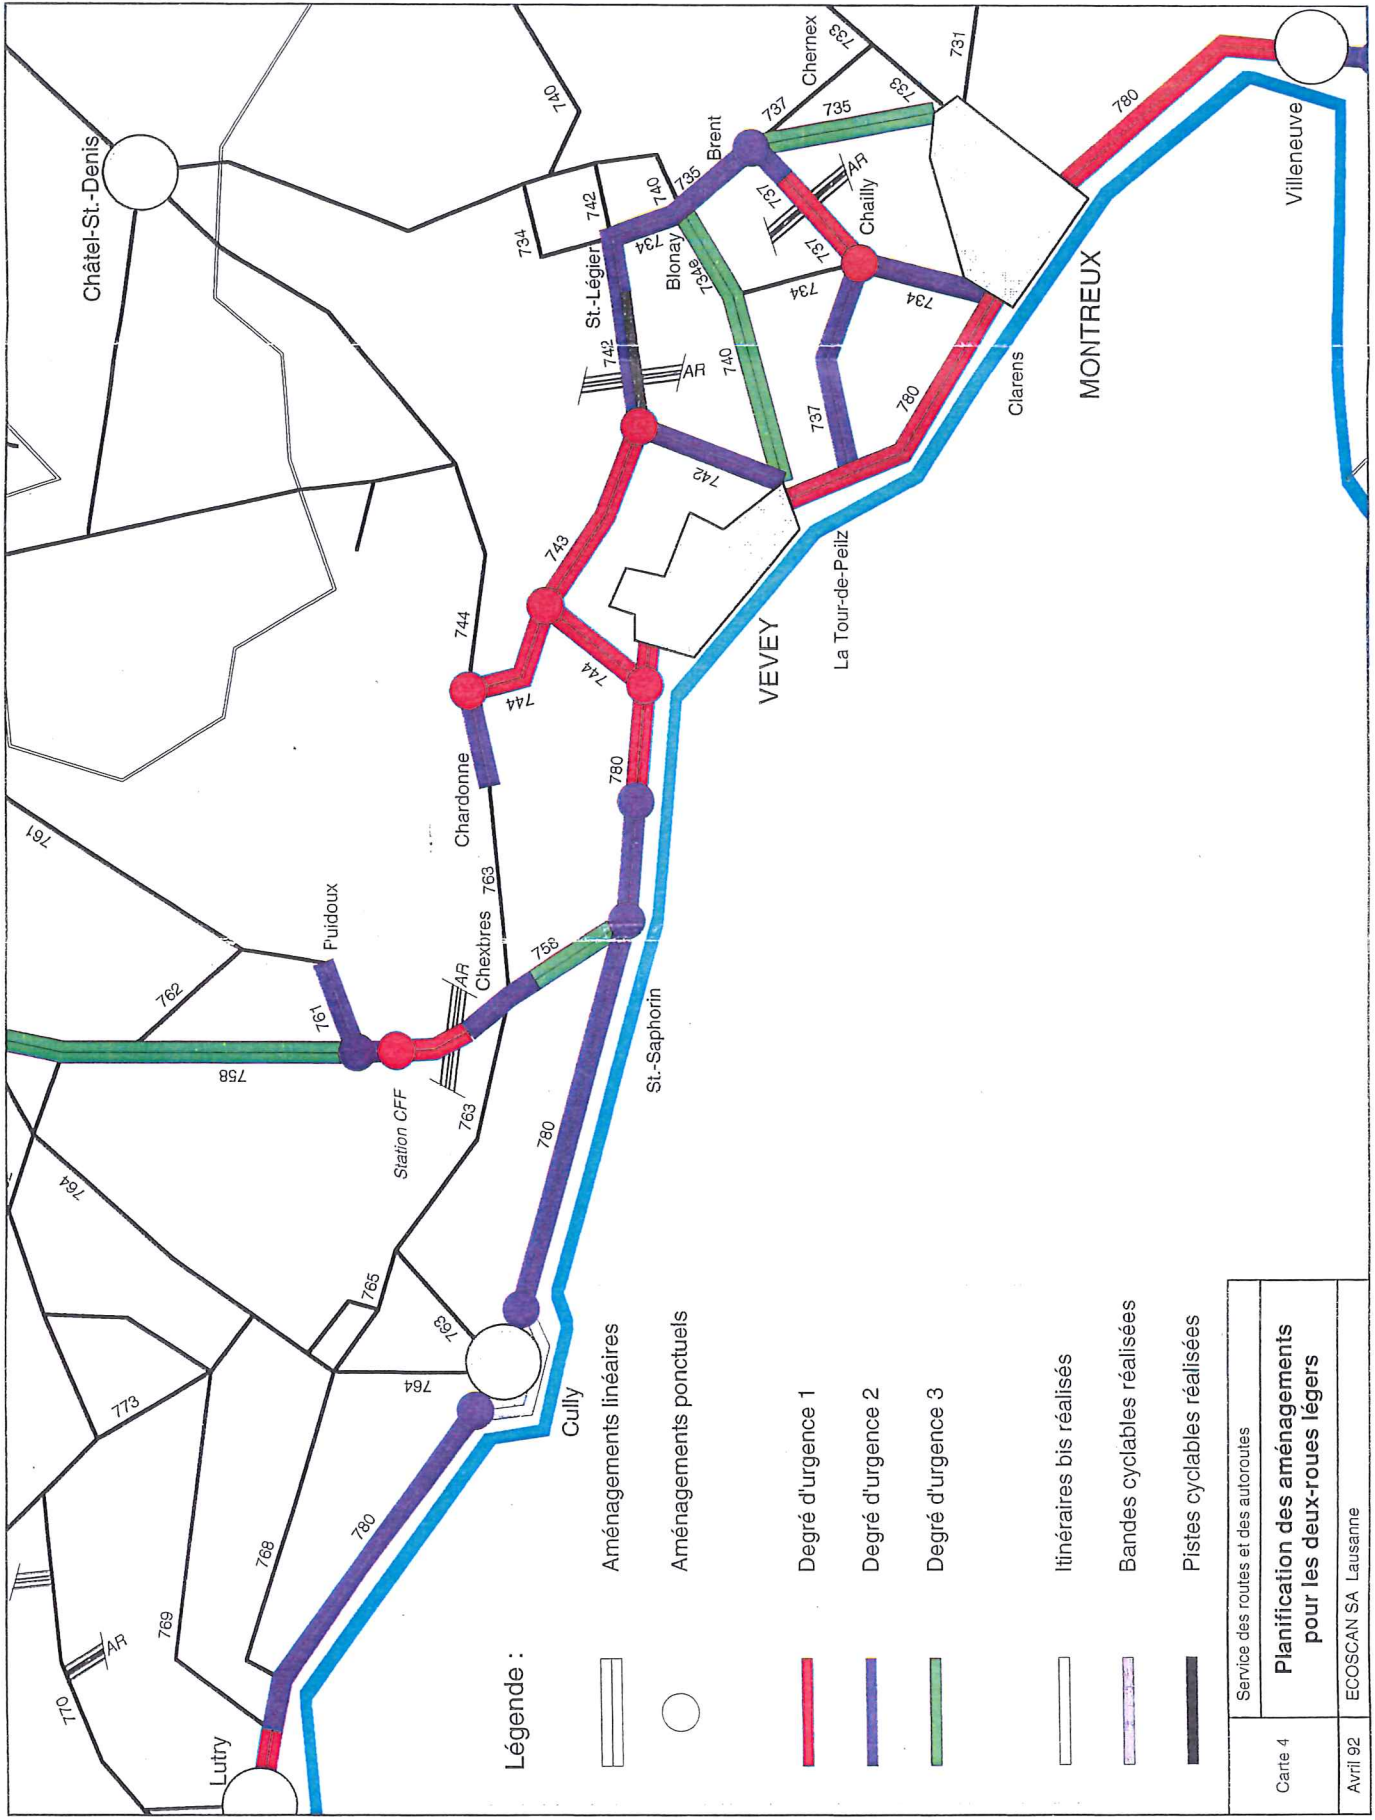 Châtel-St.-Denis
740
Chernex
733
731
737
735
733
Brent
AR
735
737
740
742
734
734
Blonay
734e
737
Chailly
734
734
780
Villeneuve
MONTREUX
Clarens
St.-Légier
742
AR
740
737
780
742
743
La Tour-de-Peilz
VEVEY
744
744
744
780
Chardonne
763
761
Puidoux
762
761
AR
Chexbres
758
758
Station CFF
763
St.-Saphorin
780
764
765
763
764
773
Cully
780
768
769
AR
770
Lutry
Légende :
Aménagements linéaires
Aménagements ponctuels
Degré d'urgence 1
Degré d'urgence 2
Degré d'urgence 3
Itinéraires bis réalisés
Bandes cyclables réalisées
Pistes cyclables réalisées
Carte 4
Service des routes et des autoroutes
Planification des aménagements
pour les deux-roues légers
Avril 92
ECOSCAN SA Lausanne